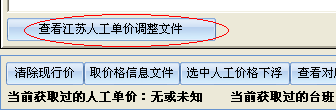 查看江苏人工单价调整文件
清除现行价 取价格信息文件 选中人工价格下浮 查看对
当前获取过的人工单价：无或未知 当前获取过的台班